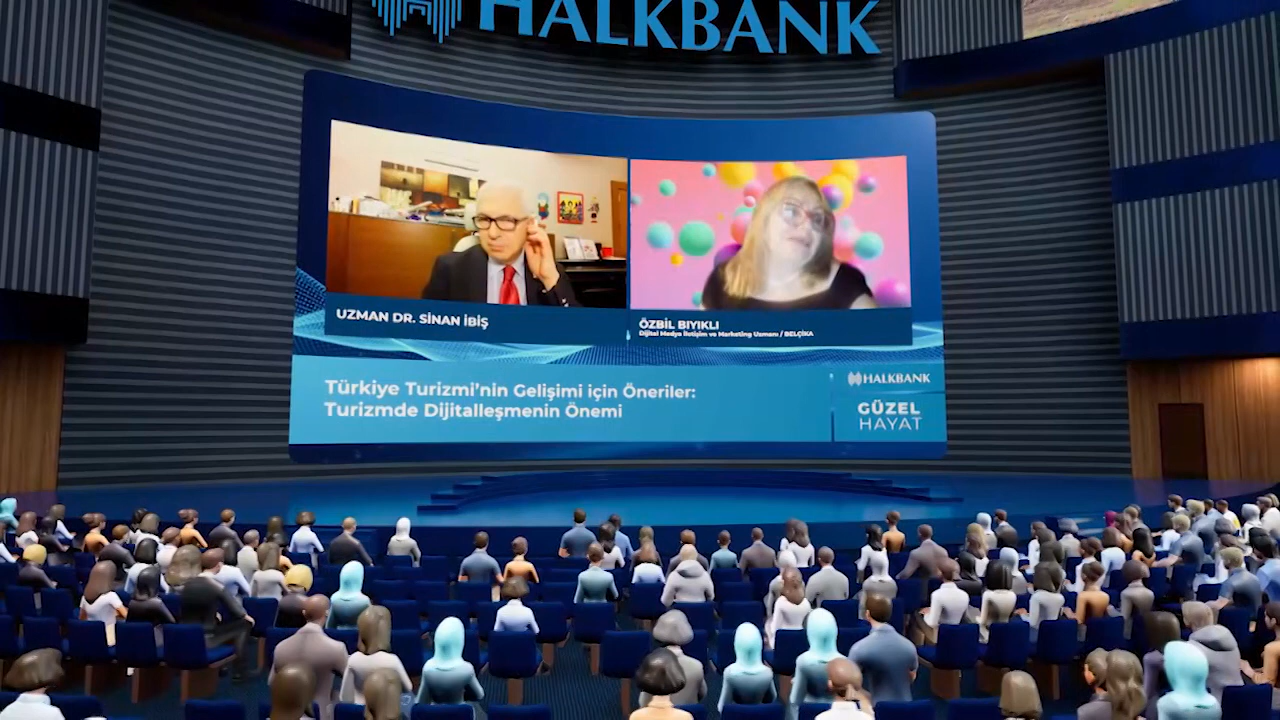 HALKBANK
UZMAN DR. SİNAN İBİŞ
ÖZBİL BIYIKLI
Dijital Medya İletişim ve Marketing Uzmanı / BELÇİKA
Türkiye Turizmi'nin Gelişimi için Öneriler:
Turizmde Dijitalleşmenin Önemi
HALKBANK
GÜZEL
HAYAT